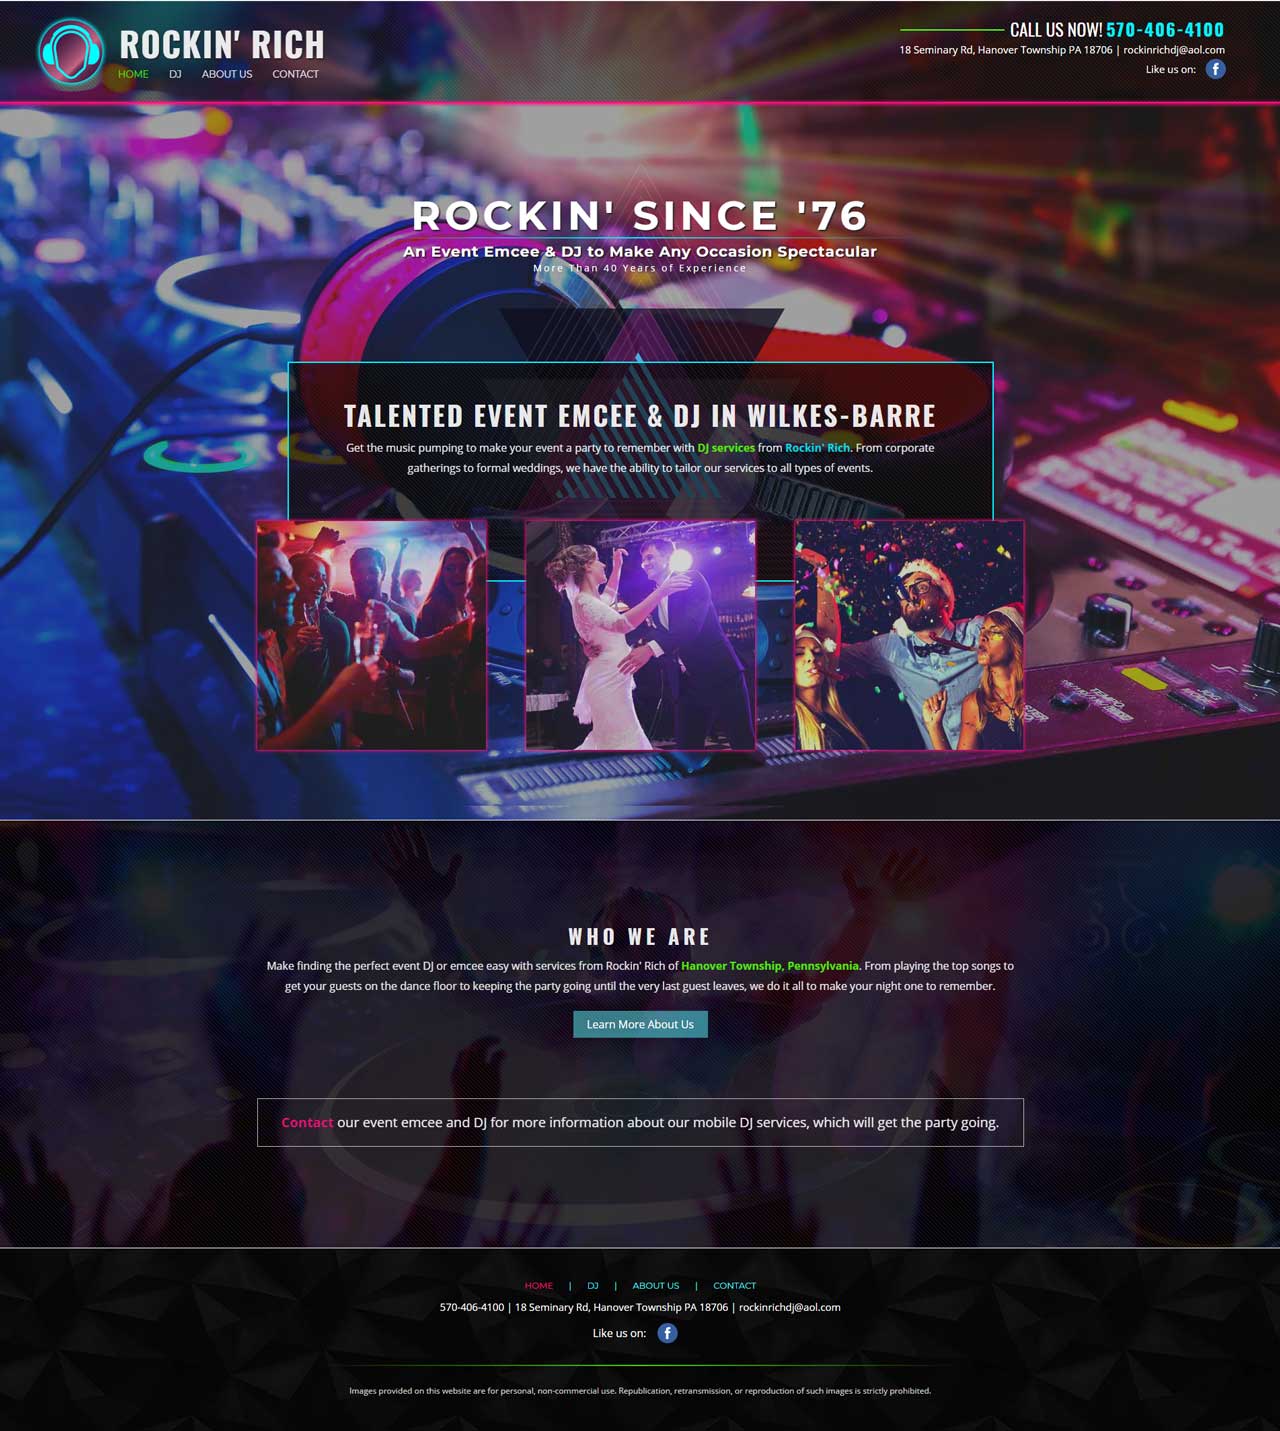 ROCKIN' RICH
HOME DJ ABOUT US CONTACT
CALL US NOW! 570-406-4100
18 Seminary Rd, Hanover Township PA 18706 | rockinrichdj@aol.com
Like us on:
ROCKIN' SINCE '76
An Event Emcee & DJ to Make Any Occasion Spectacular
More Than 40 Years of Experience
TALENTED EVENT EMCEE & DJ IN WILKES-BARRE
Get the music pumping to make your event a party to remember with DJ services from Rockin' Rich. From corporate
gatherings to formal weddings, we have the ability to tailor our services to all types of events.
WHO WE ARE
Make finding the perfect event DJ or emcee easy with services from Rockin' Rich of Hanover Township, Pennsylvania. From playing the top songs to
get your guests on the dance floor to keeping the party going until the very last guest leaves, we do it all to make your night one to remember.
Learn More About Us
Contact our event emcee and DJ for more information about our mobile DJ services, which will get the party going.
HOME | DJ | ABOUT US | CONTACT
570-406-4100 | 18 Seminary Rd, Hanover Township PA 18706 | rockinrichdj@aol.com
Like us on:
Images provided on this website are for personal, non-commercial use. Republication, retransmission, or reproduction of such images is strictly prohibited.